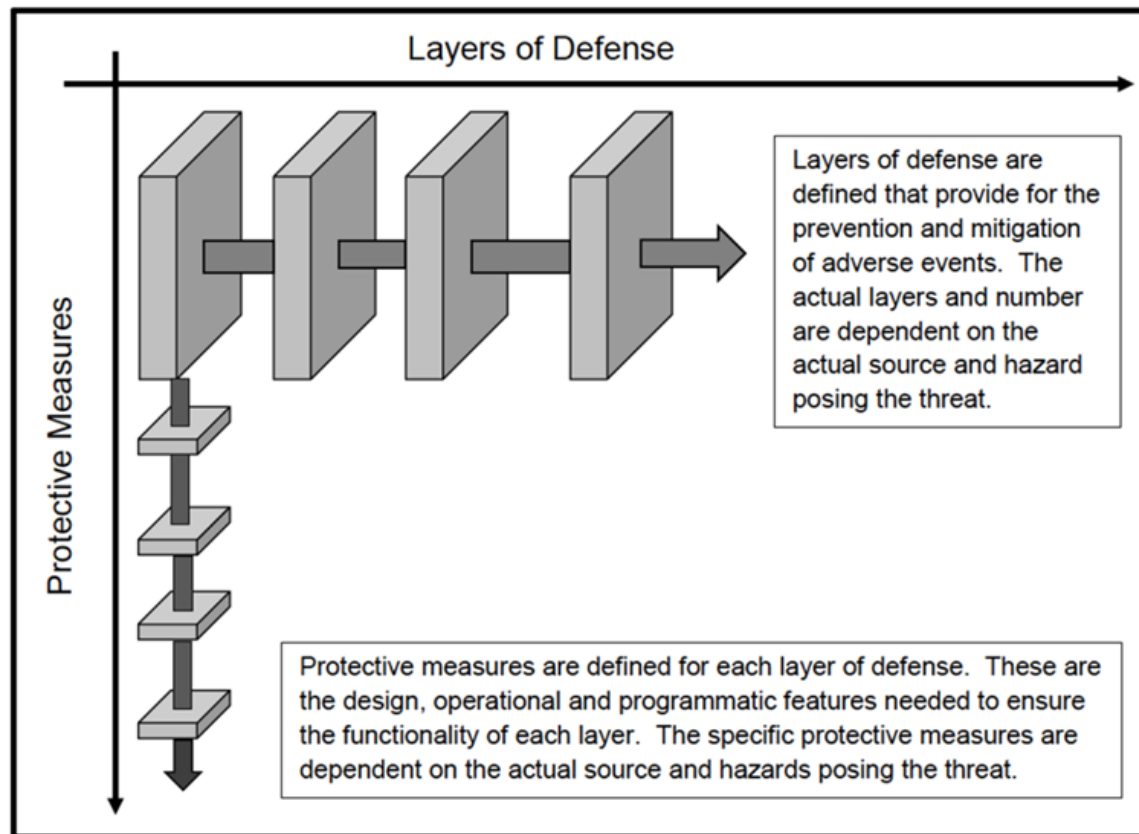 Layers of Defense
Protective Measures
Layers of defense are
defined that provide for the
prevention and mitigation
of adverse events.  The
actual layers and number
are dependent on the
actual source and hazard
posing the threat.
Protective measures are defined for each layer of defense.  These are
the design, operational and programmatic features needed to ensure
the functionality of each layer.  The specific protective measures are
dependent on the actual source and hazards posing the threat.